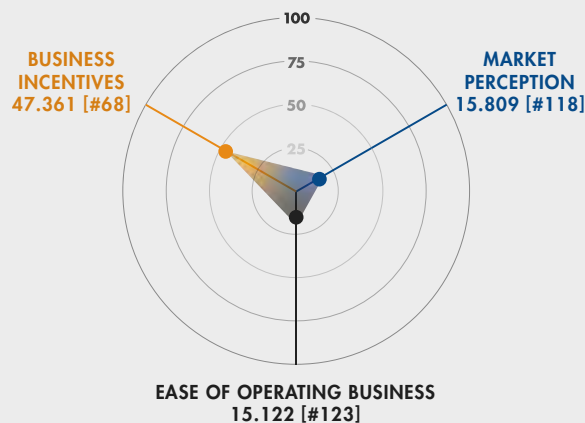 100
75
50
25
BUSINESS
INCENTIVES
47.361 [#68]
MARKET
PERCEPTION
15.809 [#118]
EASE OF OPERATING BUSINESS
15.122 [#123]